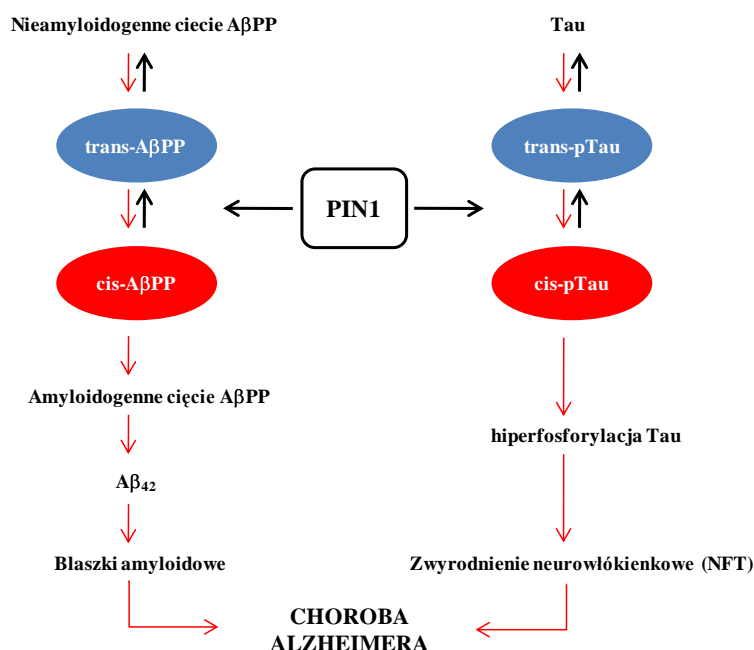 Nieamyloidogenne ciecie AβPP
Tau
trans-AβPP
trans-pTau
PIN1
cis-AβPP
cis-pTau
Amyloidogenne cięcie AβPP
hiperfosforylacja Tau
Aβ₄₂
Blaszki amyloidowe
Zwyrodnienie neurowłókienkowe (NFT)
CHOROBA
ALZHEIMERA